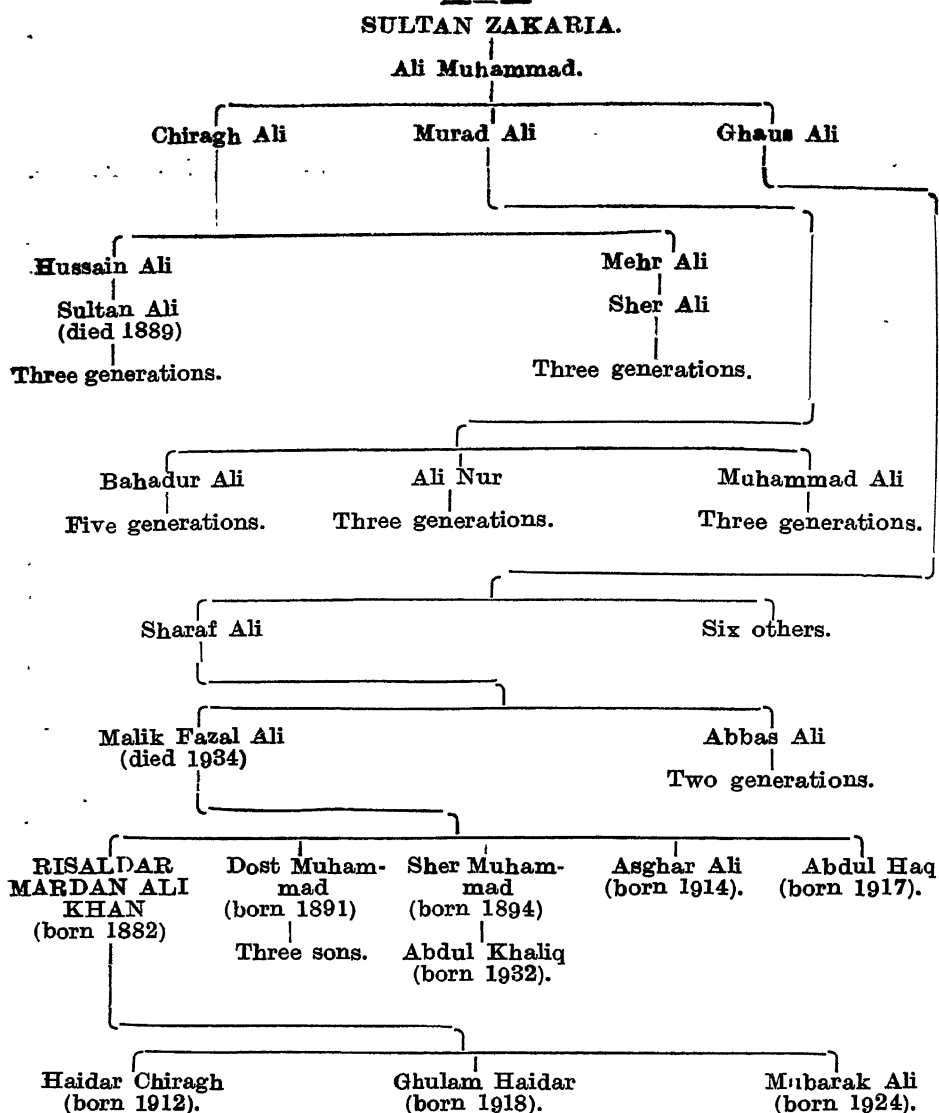 SULTAN ZAKARIA.
Ali Muhammad.
Chiragh Ali Murad Ali Ghaus Ali
Hussain Ali Mehr Ali
Sultan Ali Sher Ali
(died 1889)
Three generations. Three generations.
Bahadur Ali Ali Nur Muhammad Ali
Five generations. Three generations. Three generations.
Sharaf Ali Six others.
Malik Fazal Ali Abbas Ali
(died 1934)
Two generations.
RISALDAR Dost Muham- Sher Muham- Asghar Ali Abdul Haq
MARDAN ALI mad mad (born 1914). (born 1917).
KHAN (born 1891) (born 1894)
(born 1882)
Three sons. Abdul Khaliq
(born 1932).
Haidar Chiragh Ghulam Haidar Mubarak Ali
(born 1912). (born 1918). (born 1924).